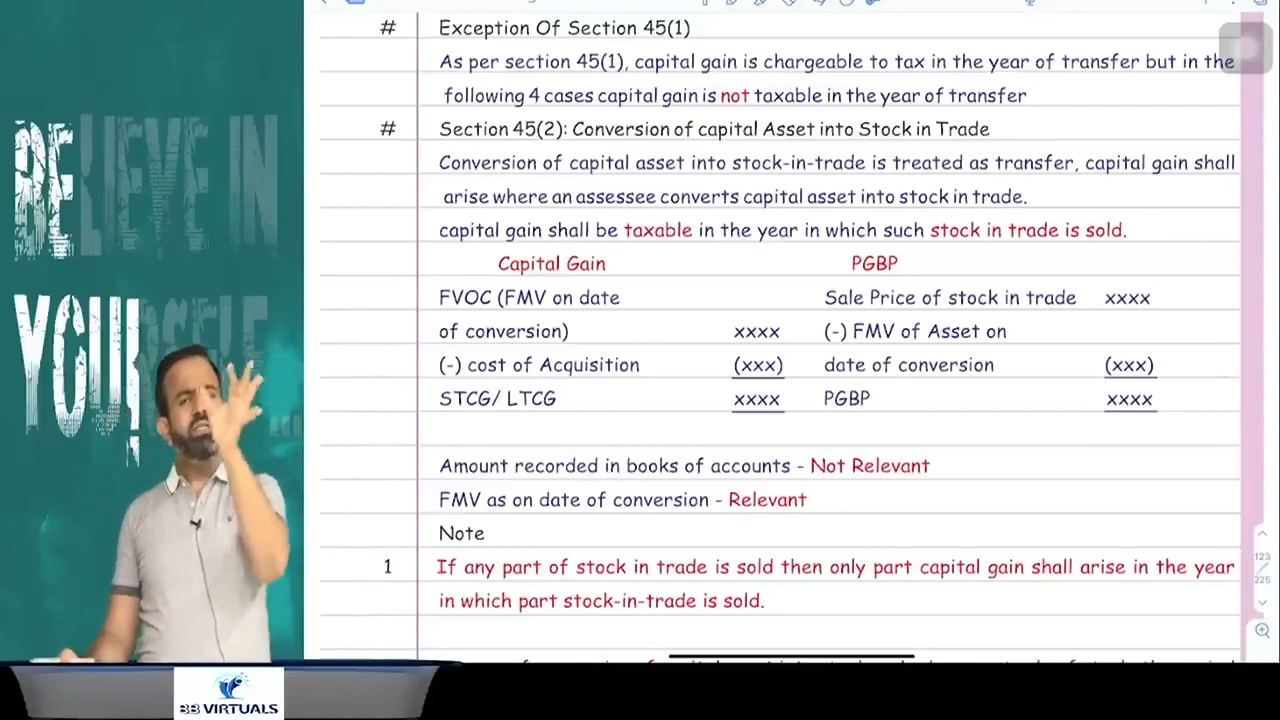 BELIEVE IN
YOURSELF
# Exception Of Section 45(1)
As per section 45(1), capital gain is chargeable to tax in the year of transfer but in the
following 4 cases capital gain is not taxable in the year of transfer
# Section 45(2): Conversion of capital Asset into Stock in Trade
Conversion of capital asset into stock-in-trade is treated as transfer, capital gain shall
arise where an assessee converts capital asset into stock in trade.
capital gain shall be taxable in the year in which such stock in trade is sold.
Capital Gain PGBP
FVOC (FMV on date Sale Price of stock in trade xxxx
of conversion) xxxx (-) FMV of Asset on
(-) cost of Acquisition (xxx) date of conversion (xxx)
STCG/ LTCG xxxx PGBP xxxx
Amount recorded in books of accounts - Not Relevant
FMV as on date of conversion - Relevant
Note
1 If any part of stock in trade is sold then only part capital gain shall arise in the year
in which part stock-in-trade is sold.
123
/
225
BB VIRTUALS